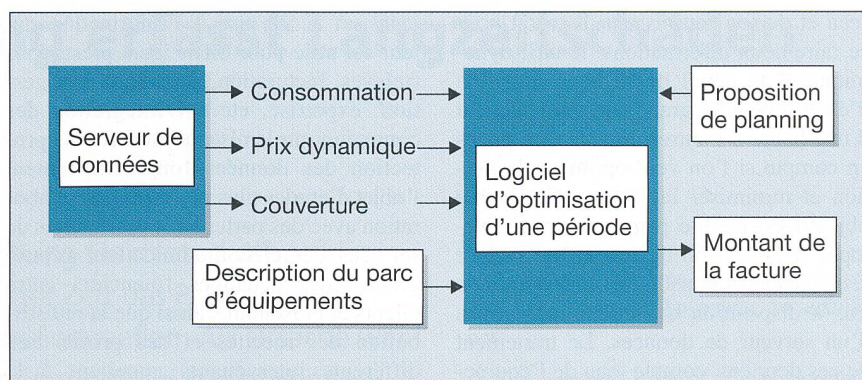 Serveur de
données
Consommation
Prix dynamique
Couverture
Description du parc
d'équipements
Logiciel
d'optimisation
d'une période
Proposition
de planning
Montant de
la facture